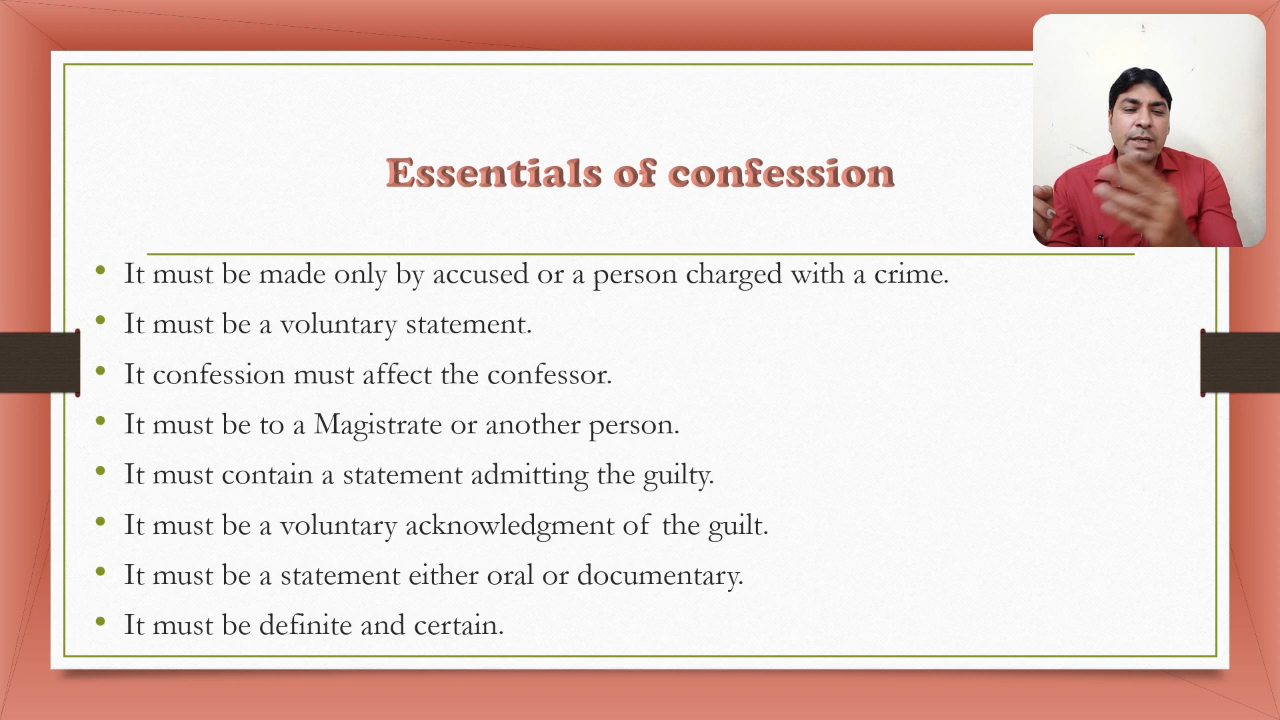 Essentials of confession
• It must be made only by accused or a person charged with a crime.
• It must be a voluntary statement.
• It confession must affect the confessor.
• It must be to a Magistrate or another person.
• It must contain a statement admitting the guilty.
• It must be a voluntary acknowledgment of the guilt.
• It must be a statement either oral or documentary.
• It must be definite and certain.